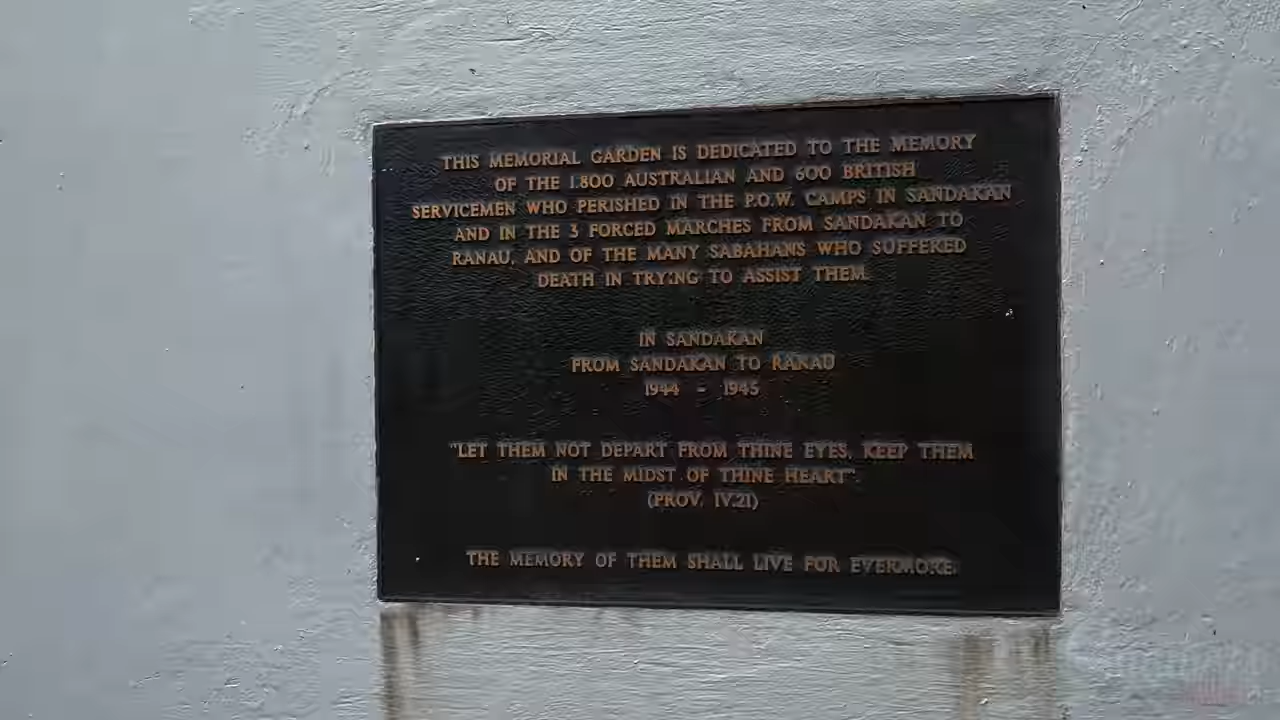 THIS MEMORIAL GARDEN IS DEDICATED TO THE MEMORY
OF THE 1.800 AUSTRALIAN AND 600 BRITISH
SERVICEMEN WHO PERISHED IN THE P.O.W. CAMPS IN SANDAKAN
AND IN THE 3 FORCED MARCHES FROM SANDAKAN TO
RANAU, AND OF THE MANY SABAHANS WHO SUFFERED
DEATH IN TRYING TO ASSIST THEM.
IN SANDAKAN
FROM SANDAKAN TO RANAU
1944 - 1945
"LET THEM NOT DEPART FROM THINE EYES, KEEP THEM
IN THE MIDST OF THINE HEART".
(PROV. IV.21)
THE MEMORY OF THEM SHALL LIVE FOR EVERMORE.